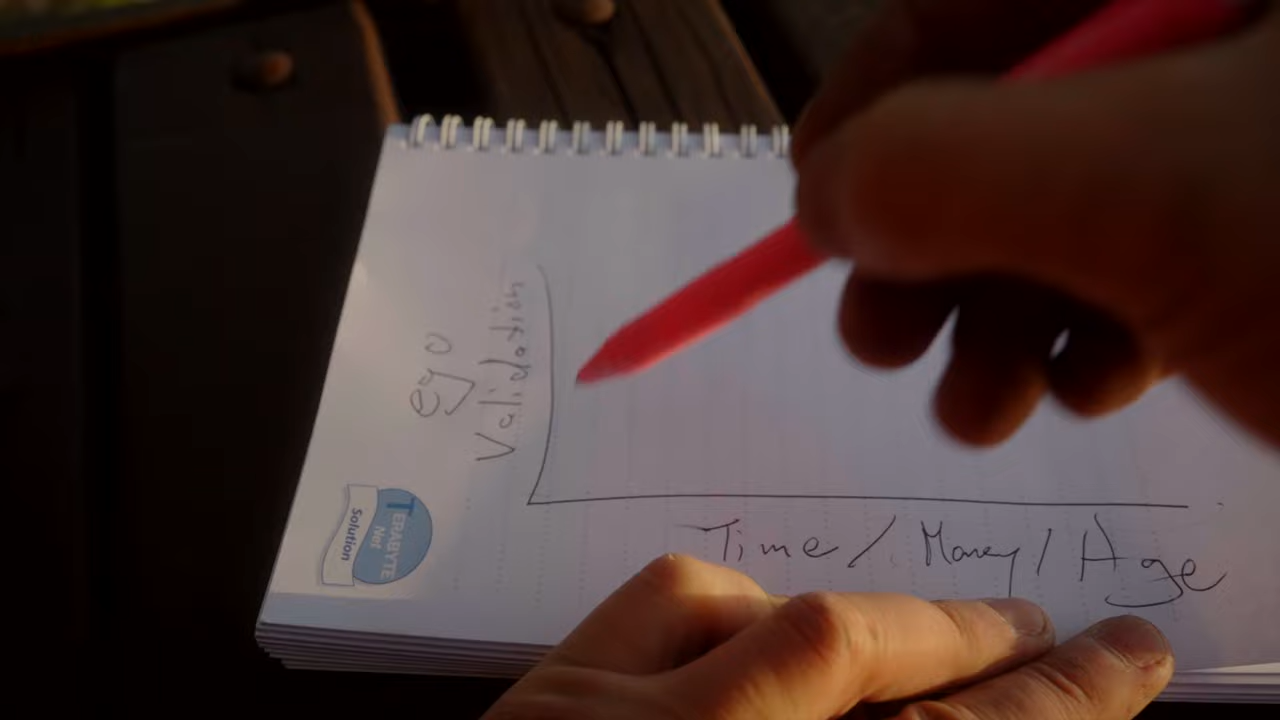 ego
Validation
Time / Money / Age
TERABYTE
Net
Solution